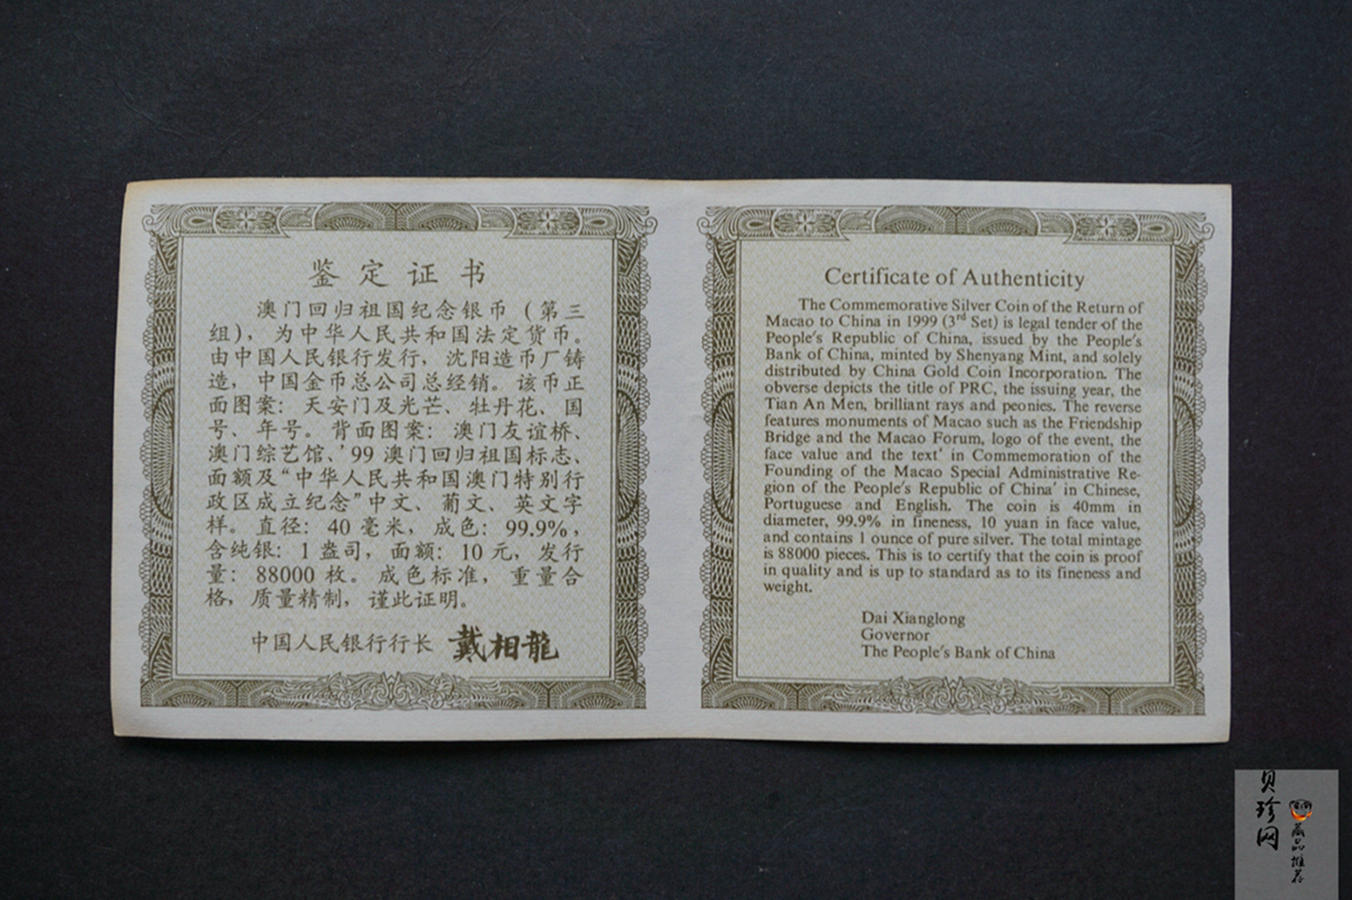 鉴定证书
澳门回归祖国纪念银币（第三
组），为中华人民共和国法定货币。
由中国人民银行发行，沈阳造币厂铸
造，中国金币总公司总经销。该币正
面图案：天安门及光芒、牡丹花、国
号、年号。背面图案：澳门友谊桥、
澳门综艺馆、'99澳门回归祖国标志、
面额及“中华人民共和国澳门特别行
政区成立纪念”中文、葡文、英文字
样。直径：40毫米，成色：99.9%，
含纯银：1盎司，面额：10元，发行
量：88000枚。成色标准，重量合
格，质量精制，谨此证明。
中国人民银行行长 戴相龍
Certificate of Authenticity
The Commemorative Silver Coin of the Return of
Macao to China in 1999 (3rd Set) is legal tender of the
People's Republic of China, issued by the People's
Bank of China, minted by Shenyang Mint, and solely
distributed by China Gold Coin Incorporation. The
obverse depicts the title of PRC, the issuing year, the
Tian An Men, brilliant rays and peonies. The reverse
features monuments of Macao such as the Friendship
Bridge and the Macao Forum, logo of the event, the
face value and the text' in Commemoration of the
Founding of the Macao Special Administrative Re-
gion of the People's Republic of China' in Chinese,
Portuguese and English. The coin is 40mm in
diameter, 99.9% in fineness, 10 yuan in face value,
and contains 1 ounce of pure silver. The total mintage
is 88000 pieces. This is to certify that the coin is proof
in quality and is up to standard as to its fineness and
weight.
Dai Xianglong
Governor
The People's Bank of China
贝珍网
藏品推荐